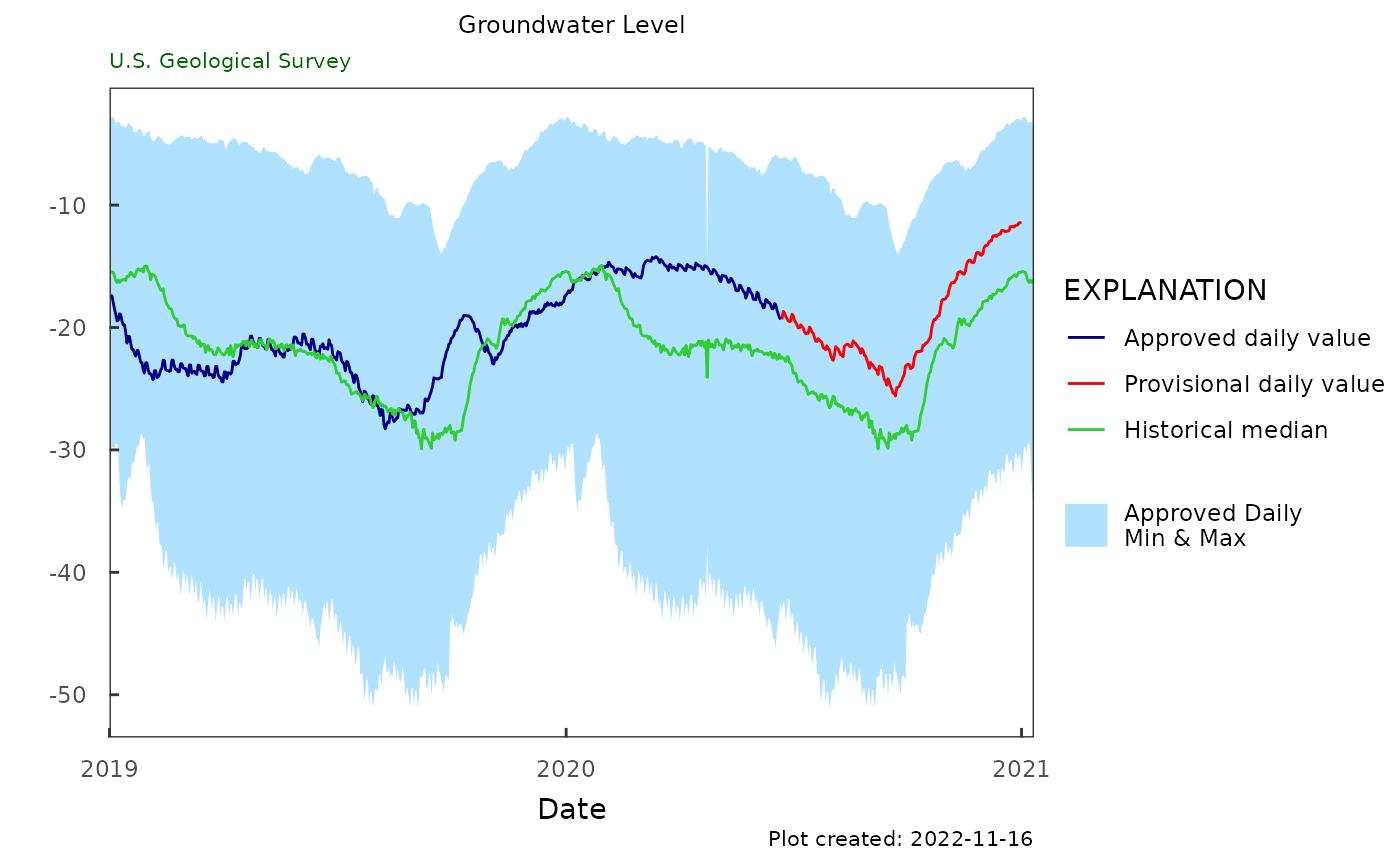 Groundwater Level
U.S. Geological Survey
-10
-20
-30
-40
-50
2019
2020
2021
Date
EXPLANATION
Approved daily value
Provisional daily value
Historical median
Approved Daily
Min & Max
Plot created: 2022-11-16